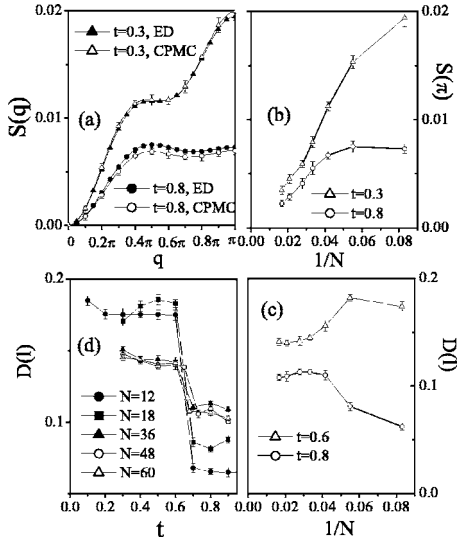 0.02
t=0.3, ED
t=0.3, CPMC
S(q)
0.01
(a)
t=0.8, ED
t=0.8, CPMC
0.00
0.2π 0.4π 0.6π 0.8π π
q
0.02
S(π)
(b)
0.01
t=0.3
t=0.8
0.00
0.00 0.02 0.04 0.06 0.08
1/N
0.2
(d)
D(l)
N=12
N=18
N=36
N=48
N=60
0.1
0.0 0.2 0.4 0.6 0.8
t
0.2
(c)
D(l)
0.1
t=0.6
t=0.8
0.0
0.00 0.02 0.04 0.06 0.08
1/N